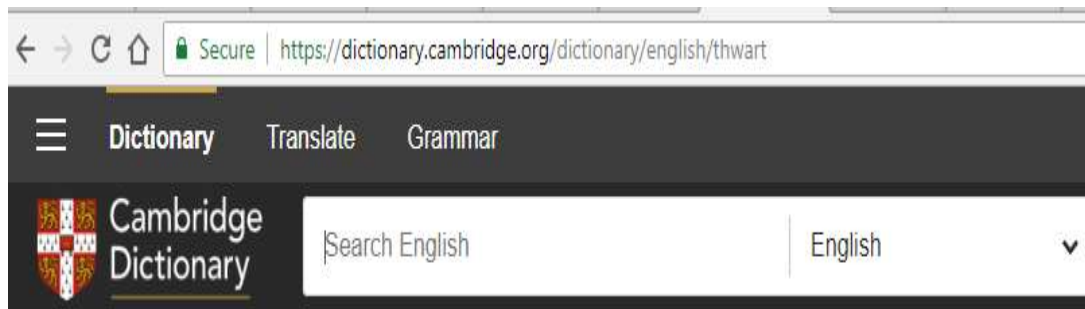 Secure | https://dictionary.cambridge.org/dictionary/english/thwart
Dictionary Translate Grammar
Cambridge Dictionary
Search English English